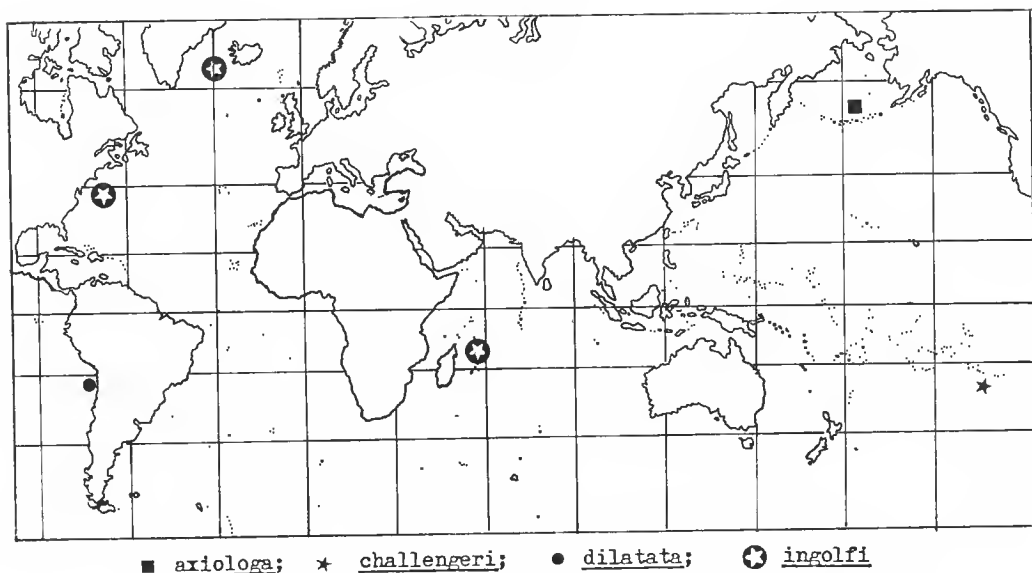 ■ axiologa; ★ challengeri; ● dilatata; ✪ ingolfi